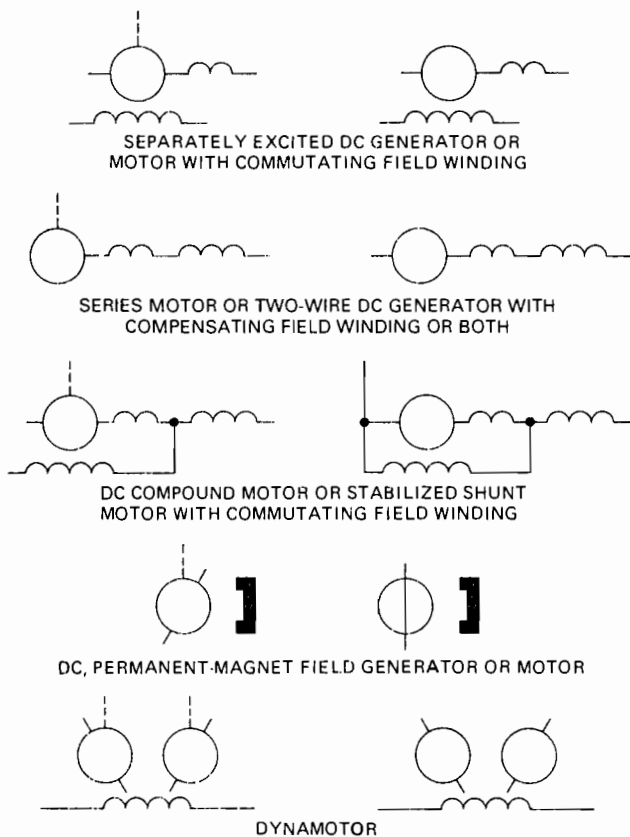 SEPARATELY EXCITED DC GENERATOR OR
MOTOR WITH COMMUTATING FIELD WINDING
SERIES MOTOR OR TWO-WIRE DC GENERATOR WITH
COMPENSATING FIELD WINDING OR BOTH
DC COMPOUND MOTOR OR STABILIZED SHUNT
MOTOR WITH COMMUTATING FIELD WINDING
DC, PERMANENT-MAGNET FIELD GENERATOR OR MOTOR
DYNAMOTOR